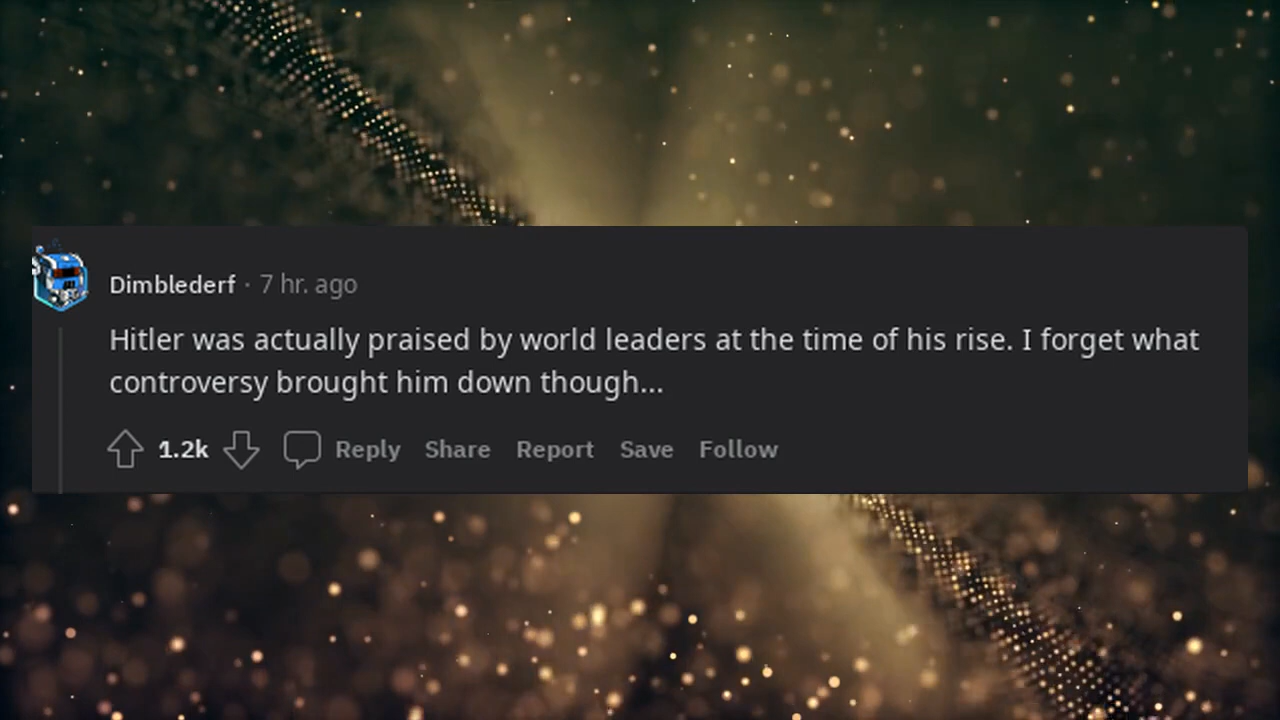 Dimblederf · 7 hr. ago
Hitler was actually praised by world leaders at the time of his rise. I forget what
controversy brought him down though...
1.2k Reply Share Report Save Follow